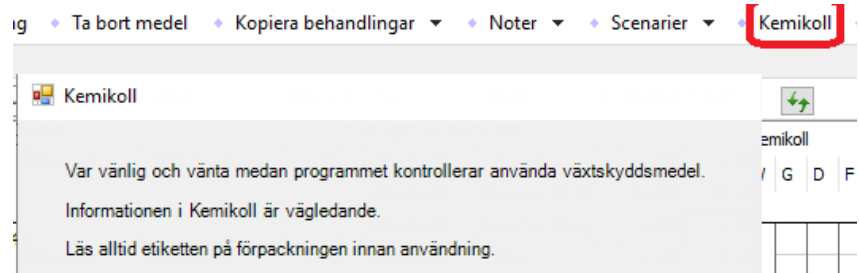 Ta bort medel Kopiera behandlingar Noter Scenarier Kemikoll
Kemikoll
emikoll
G D F
Var vänlig och vänta medan programmet kontrollerar använda växtskyddsmedel.
Informationen i Kemikoll är vägledande.
Läs alltid etiketten på förpackningen innan användning.